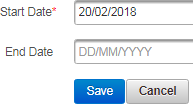 Start Date* 20/02/2018
End Date DD/MM/YYYY
Save Cancel